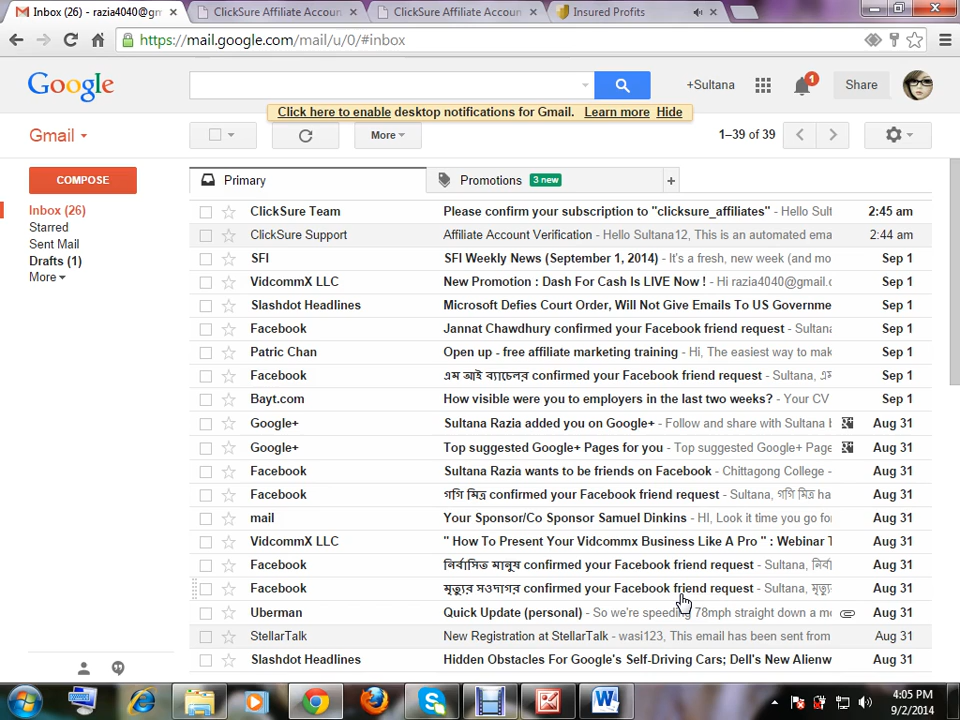 Inbox (26) - razia4040@gm
ClickSure Affiliate Accoun
ClickSure Affiliate Accoun
Insured Profits
https://mail.google.com/mail/u/0/#inbox
Google
+Sultana
1
Share
Click here to enable desktop notifications for Gmail. Learn more Hide
Gmail
More
1–39 of 39
COMPOSE
Primary
Promotions 3 new
+
Inbox (26)
Starred
Sent Mail
Drafts (1)
More
ClickSure Team Please confirm your subscription to "clicksure_affiliates" - Hello Sult 2:45 am
ClickSure Support Affiliate Account Verification - Hello Sultana12, This is an automated ema 2:44 am
SFI SFI Weekly News (September 1, 2014) - It's a fresh, new week (and mo Sep 1
VidcommX LLC New Promotion : Dash For Cash Is LIVE Now ! - Hi razia4040@gmail.c Sep 1
Slashdot Headlines Microsoft Defies Court Order, Will Not Give Emails To US Governme Sep 1
Facebook Jannat Chawdhury confirmed your Facebook friend request - Sultana Sep 1
Patric Chan Open up - free affiliate marketing training - Hi, The easiest way to mak Sep 1
Facebook এম আই ব্যাচেলর confirmed your Facebook friend request - Sultana, এম Sep 1
Bayt.com How visible were you to employers in the last two weeks? - Your CV Sep 1
Google+ Sultana Razia added you on Google+ - Follow and share with Sultana b Aug 31
Google+ Top suggested Google+ Pages for you - Top suggested Google+ Page Aug 31
Facebook Sultana Razia wants to be friends on Facebook - Chittagong College - Aug 31
Facebook গগি মিত্র confirmed your Facebook friend request - Sultana, গগি মিত্র ha Aug 31
mail Your Sponsor/Co Sponsor Samuel Dinkins - HI, Look it time you go for Aug 31
VidcommX LLC " How To Present Your Vidcommx Business Like A Pro " : Webinar T Aug 31
Facebook নির্বাসিত মানুষ confirmed your Facebook friend request - Sultana, নির্বা Aug 31
Facebook মৃত্যুর সওদাগর confirmed your Facebook friend request - Sultana, মৃত্যু Aug 31
Uberman Quick Update (personal) - So we're speeding 78mph straight down a mo Aug 31
StellarTalk New Registration at StellarTalk - wasi123, This email has been sent from Aug 31
Slashdot Headlines Hidden Obstacles For Google's Self-Driving Cars; Dell's New Alienw Aug 31
4:05 PM
9/2/2014